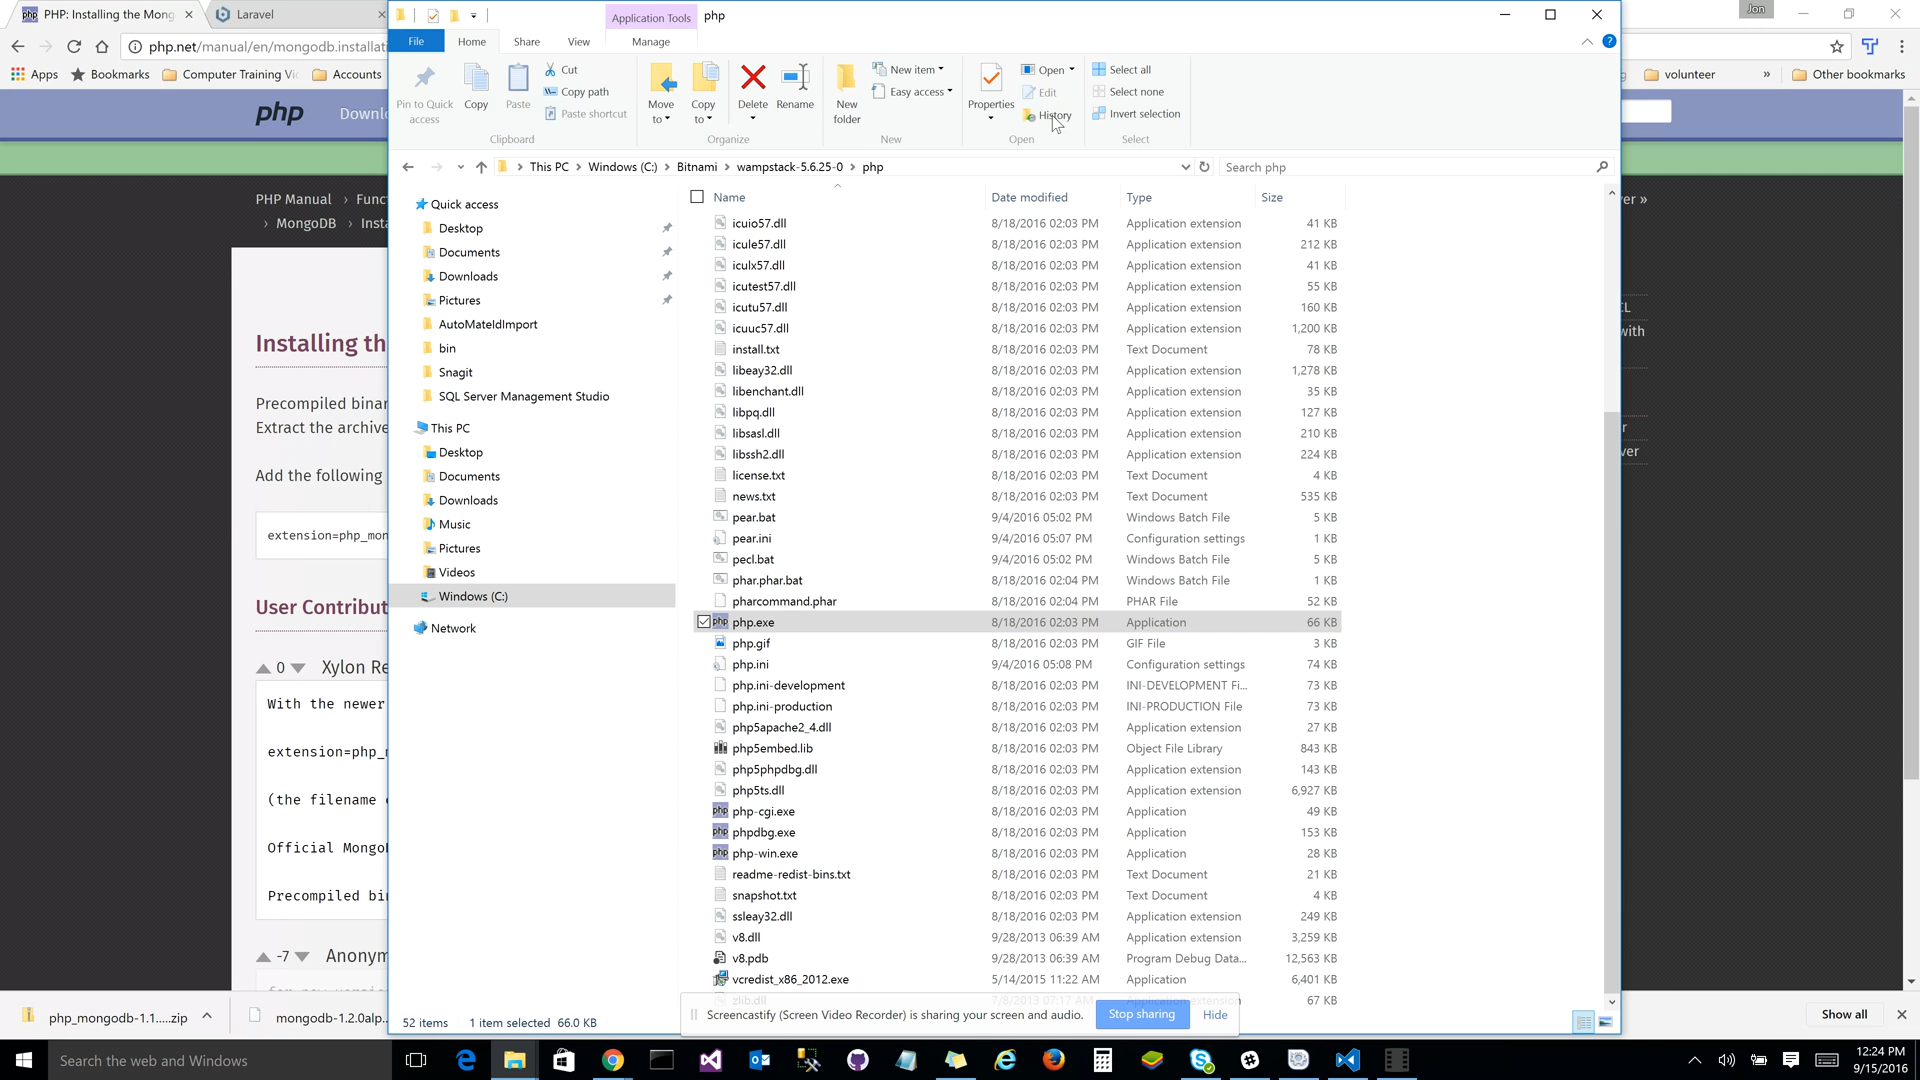 PHP: Installing the Mong
Laravel
Jon
php.net/manual/en/mongodb.installati
Apps
Bookmarks
Computer Training Vi
Accounts
volunteer
»
Other bookmarks
php
Downl
PHP Manual › Func
› MongoDB › Insta
Installing th
Precompiled binar
Extract the archive
Add the following
extension=php_mon
User Contribut
0 Xylon Re
With the newer
extension=php_m
(the filename
Official Mongo
Precompiled bin
-7 Anonym
er »
CL
with
r
ver
Application Tools
php
File
Home
Share
View
Manage
Pin to Quick access
Copy
Paste
Cut
Copy path
Paste shortcut
Clipboard
Move to
Copy to
Delete
Rename
Organize
New folder
New item
Easy access
New
Properties
Open
Edit
History
Open
Select all
Select none
Invert selection
Select
This PC › Windows (C:) › Bitnami › wampstack-5.6.25-0 › php
Search php
Quick access
Desktop
Documents
Downloads
Pictures
AutoMateIdImport
bin
Snagit
SQL Server Management Studio
This PC
Desktop
Documents
Downloads
Music
Pictures
Videos
Windows (C:)
Network
Name Date modified Type Size
icuio57.dll 8/18/2016 02:03 PM Application extension 41 KB
icule57.dll 8/18/2016 02:03 PM Application extension 212 KB
iculx57.dll 8/18/2016 02:03 PM Application extension 41 KB
icutest57.dll 8/18/2016 02:03 PM Application extension 55 KB
icutu57.dll 8/18/2016 02:03 PM Application extension 160 KB
icuuc57.dll 8/18/2016 02:03 PM Application extension 1,200 KB
install.txt 8/18/2016 02:03 PM Text Document 78 KB
libeay32.dll 8/18/2016 02:03 PM Application extension 1,278 KB
libenchant.dll 8/18/2016 02:03 PM Application extension 35 KB
libpq.dll 8/18/2016 02:03 PM Application extension 127 KB
libsasl.dll 8/18/2016 02:03 PM Application extension 210 KB
libssh2.dll 8/18/2016 02:03 PM Application extension 224 KB
license.txt 8/18/2016 02:03 PM Text Document 4 KB
news.txt 8/18/2016 02:03 PM Text Document 535 KB
pear.bat 9/4/2016 05:02 PM Windows Batch File 5 KB
pear.ini 9/4/2016 05:07 PM Configuration settings 1 KB
pecl.bat 9/4/2016 05:02 PM Windows Batch File 5 KB
phar.phar.bat 8/18/2016 02:04 PM Windows Batch File 1 KB
pharcommand.phar 8/18/2016 02:04 PM PHAR File 52 KB
php.exe 8/18/2016 02:03 PM Application 66 KB
php.gif 8/18/2016 02:03 PM GIF File 3 KB
php.ini 9/4/2016 05:08 PM Configuration settings 74 KB
php.ini-development 8/18/2016 02:03 PM INI-DEVELOPMENT Fi... 73 KB
php.ini-production 8/18/2016 02:03 PM INI-PRODUCTION File 73 KB
php5apache2_4.dll 8/18/2016 02:03 PM Application extension 27 KB
php5embed.lib 8/18/2016 02:03 PM Object File Library 843 KB
php5phpdbg.dll 8/18/2016 02:03 PM Application extension 143 KB
php5ts.dll 8/18/2016 02:03 PM Application extension 6,927 KB
php-cgi.exe 8/18/2016 02:03 PM Application 49 KB
phpdbg.exe 8/18/2016 02:03 PM Application 153 KB
php-win.exe 8/18/2016 02:03 PM Application 28 KB
readme-redist-bins.txt 8/18/2016 02:03 PM Text Document 21 KB
snapshot.txt 8/18/2016 02:03 PM Text Document 4 KB
ssleay32.dll 8/18/2016 02:03 PM Application extension 249 KB
v8.dll 9/28/2013 06:39 AM Application extension 3,259 KB
v8.pdb 9/28/2013 06:39 AM Program Debug Data... 12,563 KB
vcredist_x86_2012.exe 5/14/2015 11:22 AM Application 6,401 KB
zlib.dll 7/8/2013 07:17 AM Application extension 67 KB
52 items 1 item selected 66.0 KB
Screencastify (Screen Video Recorder) is sharing your screen and audio.
Stop sharing
Hide
php_mongodb-1.1.....zip
mongodb-1.2.0alp...
Show all
Search the web and Windows
12:24 PM
9/15/2016